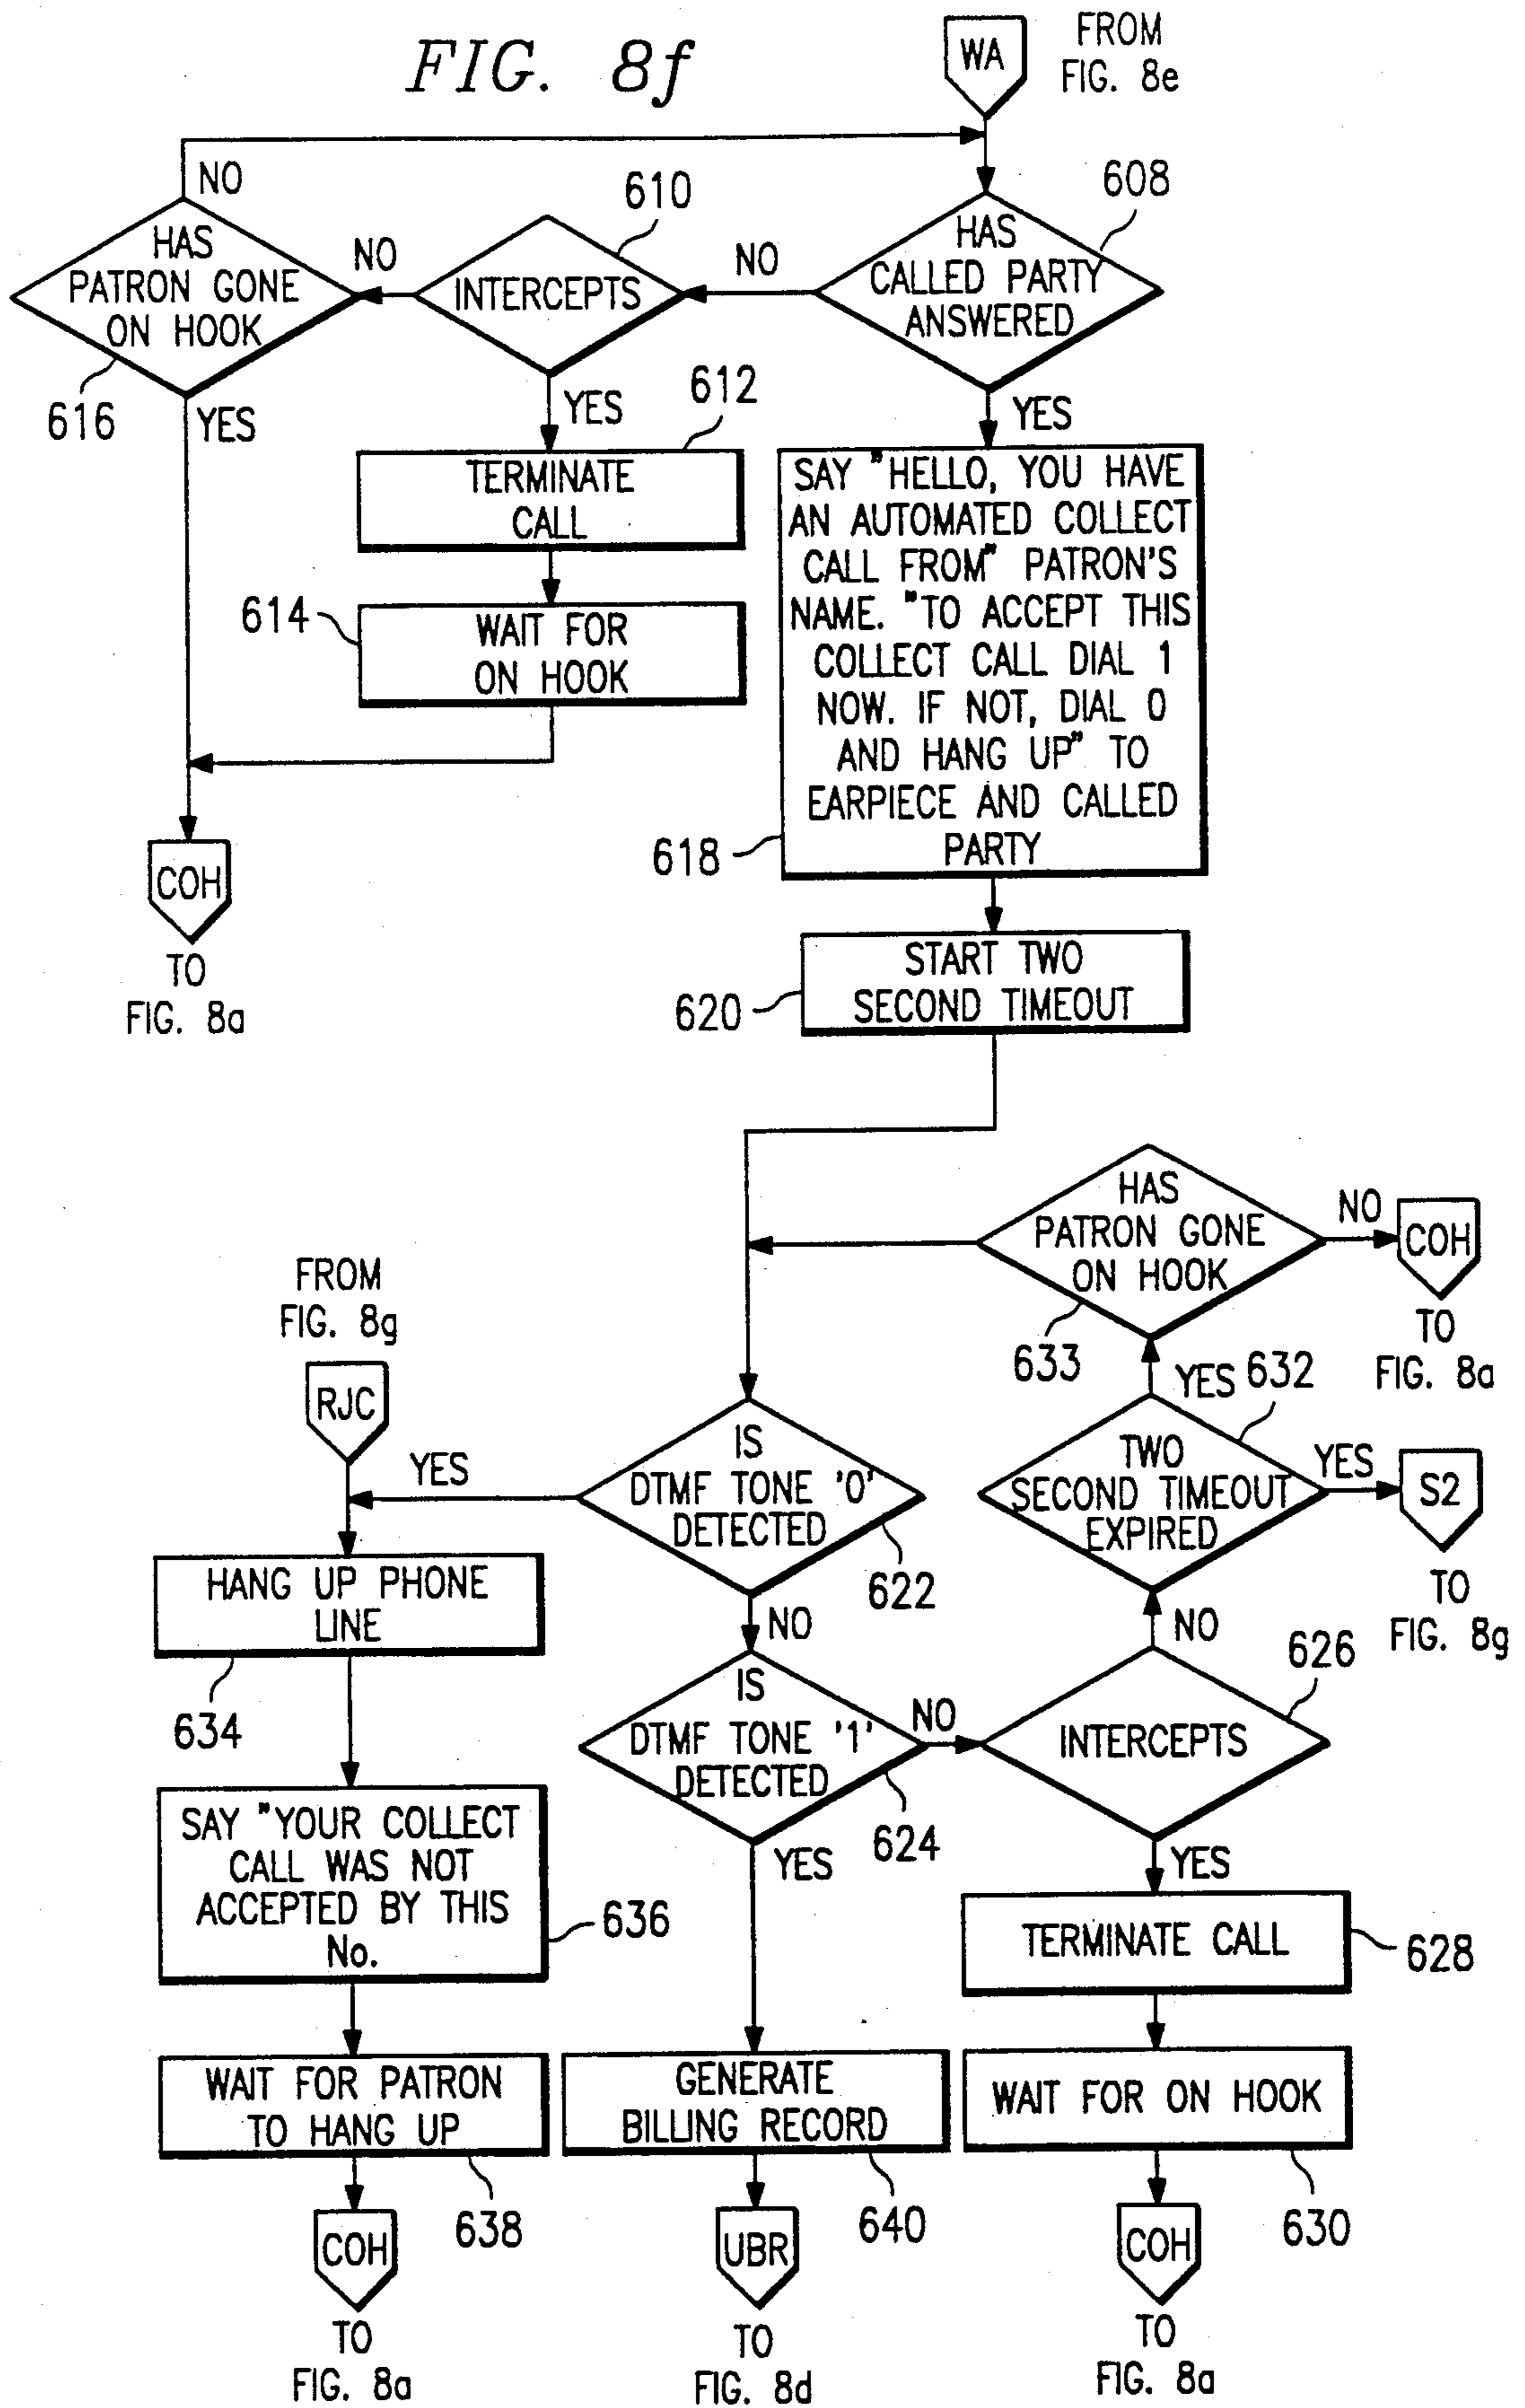 FIG. 8f
WA
FROM
FIG. 8e
NO
HAS
PATRON GONE
ON HOOK
616
YES
NO
610
INTERCEPTS
NO
608
HAS
CALLED PARTY
ANSWERED
YES
612
TERMINATE
CALL
614
WAIT FOR
ON HOOK
COH
TO
FIG. 8a
YES
SAY "HELLO, YOU HAVE
AN AUTOMATED COLLECT
CALL FROM" PATRON'S
NAME. "TO ACCEPT THIS
COLLECT CALL DIAL 1
NOW. IF NOT, DIAL 0
AND HANG UP" TO
EARPIECE AND CALLED
PARTY
618
START TWO
SECOND TIMEOUT
620
HAS
PATRON GONE
ON HOOK
633
NO
COH
TO
FIG. 8a
FROM
FIG. 8g
RJC
YES
IS
DTMF TONE '0'
DETECTED
622
NO
YES
632
TWO
SECOND TIMEOUT
EXPIRED
YES
S2
TO
FIG. 8g
NO
HANG UP PHONE
LINE
634
IS
DTMF TONE '1'
DETECTED
624
NO
626
INTERCEPTS
YES
YES
SAY "YOUR COLLECT
CALL WAS NOT
ACCEPTED BY THIS
No.
636
TERMINATE CALL
628
WAIT FOR PATRON
TO HANG UP
638
GENERATE
BILLING RECORD
640
WAIT FOR ON HOOK
630
COH
TO
FIG. 8a
UBR
TO
FIG. 8d
COH
TO
FIG. 8a